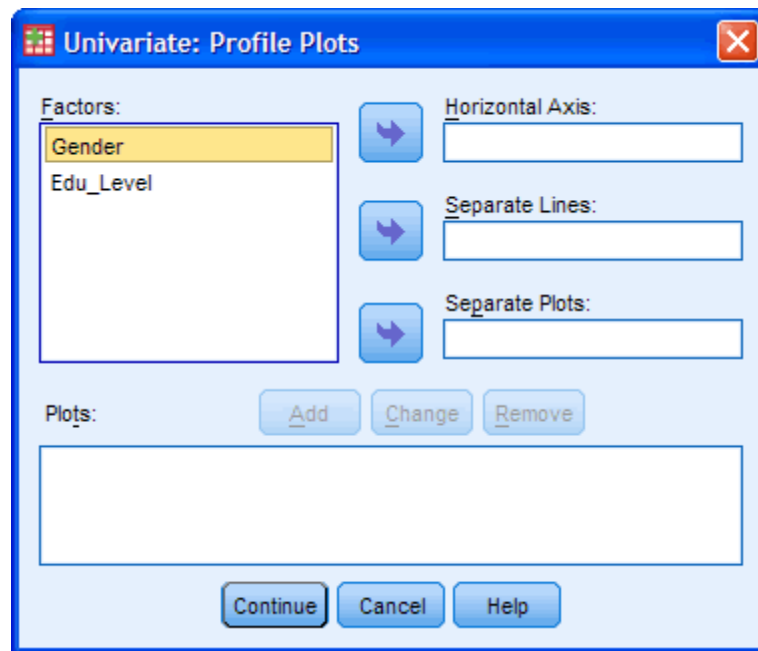 Univariate: Profile Plots
Factors:
Gender
Edu_Level
Horizontal Axis:
Separate Lines:
Separate Plots:
Plots:
Add Change Remove
Continue Cancel Help